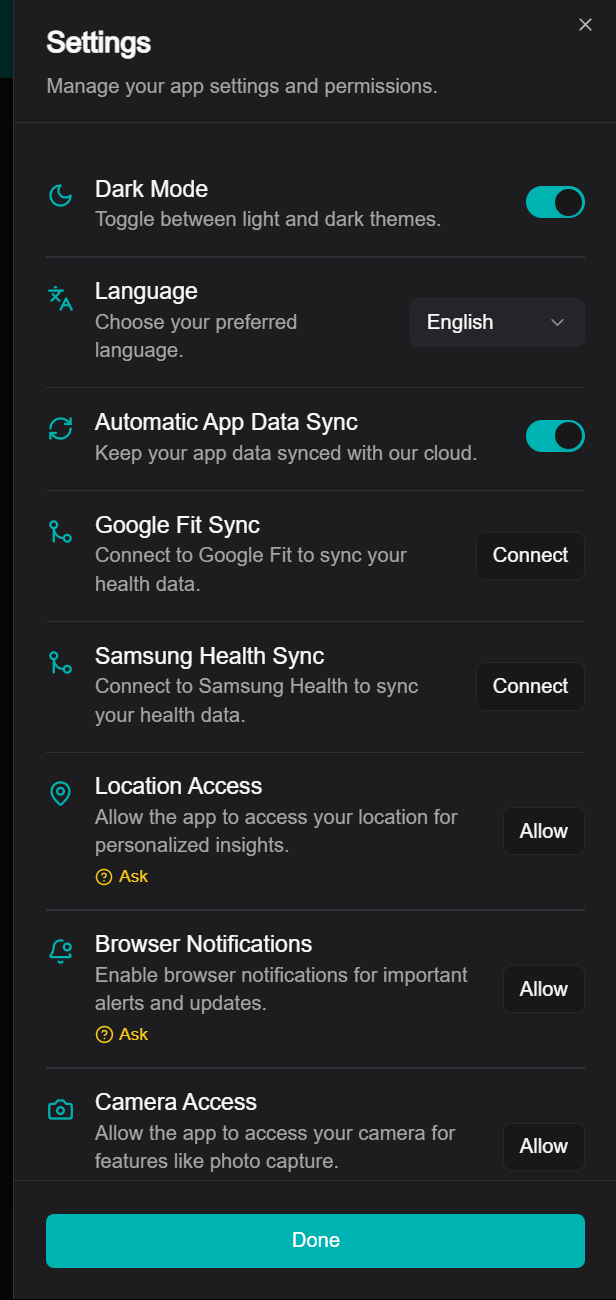 Settings
Manage your app settings and permissions.
Dark Mode
Toggle between light and dark themes.
Language
Choose your preferred
language.
English
Automatic App Data Sync
Keep your app data synced with our cloud.
Google Fit Sync
Connect to Google Fit to sync your
health data.
Connect
Samsung Health Sync
Connect to Samsung Health to sync
your health data.
Connect
Location Access
Allow the app to access your location for
personalized insights.
Ask
Allow
Browser Notifications
Enable browser notifications for important
alerts and updates.
Ask
Allow
Camera Access
Allow the app to access your camera for
features like photo capture.
Allow
Done